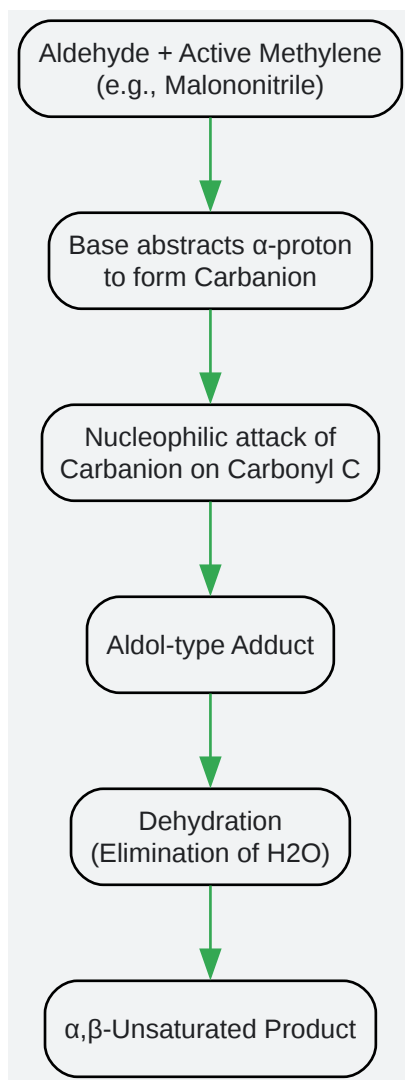 Aldehyde + Active Methylene
(e.g., Malononitrile)
Base abstracts α-proton
to form Carbanion
Nucleophilic attack of
Carbanion on Carbonyl C
Aldol-type Adduct
Dehydration
(Elimination of H2O)
α,β-Unsaturated Product